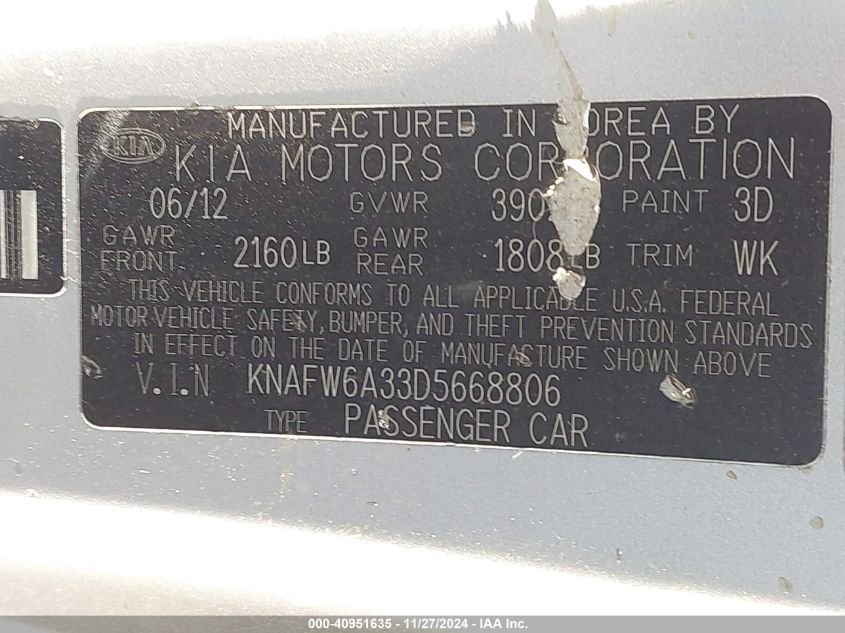 MANUFACTURED IN KOREA BY
KIA
KIA MOTORS CORPORATION
06/12 GVWR PAINT 3D
GAWR FRONT 2160LB GAWR REAR 1808LB TRIM WK
THIS VEHICLE CONFORMS TO ALL APPLICABLE U.S.A. FEDERAL
MOTOR VEHICLE SAFETY, BUMPER, AND THEFT PREVENTION STANDARDS
IN EFFECT ON THE DATE OF MANUFACTURE SHOWN ABOVE
V.I.N KNAFW6A33D5668806
TYPE PASSENGER CAR
000-40951635 - 11/27/2024 - IAA Inc.